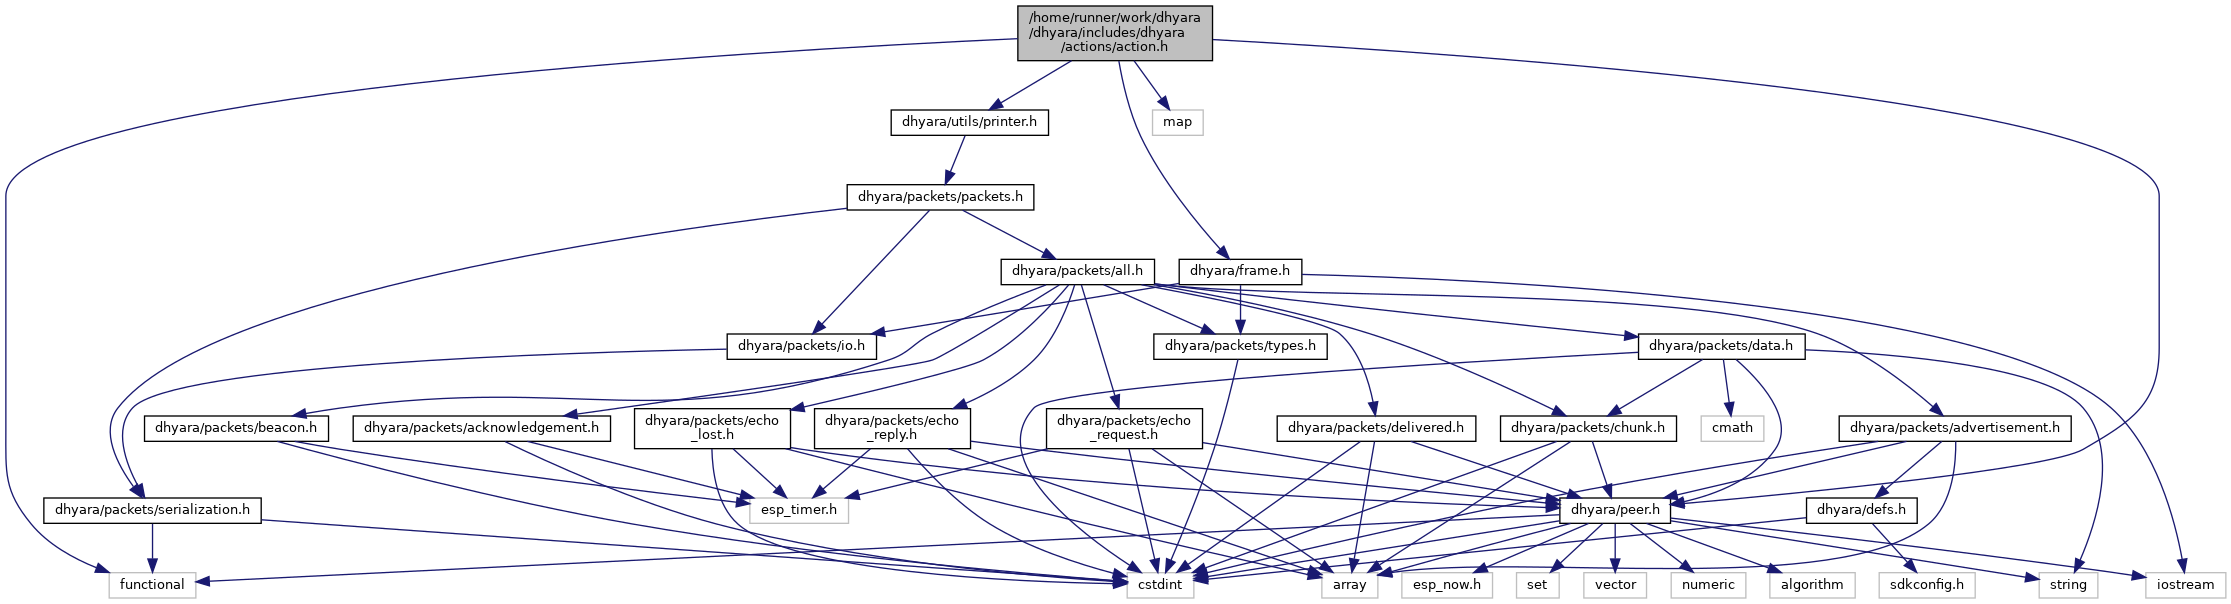 /home/runner/work/dhyara
/dhyara/includes/dhyara
/actions/action.h
dhyara/utils/printer.h
map
dhyara/packets/packets.h
dhyara/packets/all.h
dhyara/frame.h
dhyara/packets/io.h
dhyara/packets/types.h
dhyara/packets/data.h
dhyara/packets/beacon.h
dhyara/packets/acknowledgement.h
dhyara/packets/echo
_lost.h
dhyara/packets/echo
_reply.h
dhyara/packets/echo
_request.h
dhyara/packets/delivered.h
dhyara/packets/chunk.h
cmath
dhyara/packets/advertisement.h
dhyara/packets/serialization.h
esp_timer.h
dhyara/peer.h
dhyara/defs.h
functional
cstdint
array
esp_now.h
set
vector
numeric
algorithm
sdkconfig.h
string
iostream